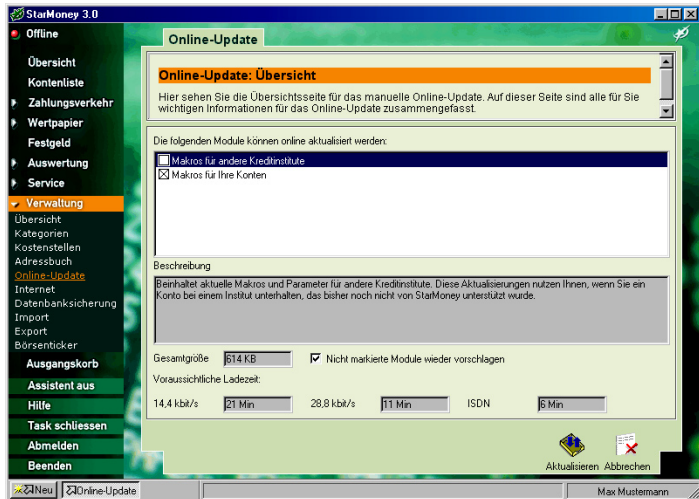 StarMoney 3.0
Offline
Übersicht
Kontenliste
Zahlungsverkehr
Wertpapier
Festgeld
Auswertung
Service
Verwaltung
Übersicht
Kategorien
Kostenstellen
Adressbuch
Online-Update
Internet
Datenbanksicherung
Import
Export
Börsenticker
Ausgangskorb
Assistent aus
Hilfe
Task schliessen
Abmelden
Beenden
Online-Update
Online-Update: Übersicht
Hier sehen Sie die Übersichtsseite für das manuelle Online-Update. Auf dieser Seite sind alle für Sie
wichtigen Informationen für das Online-Update zusammengefasst.
Die folgenden Module können online aktualisiert werden:
Makros für andere Kreditinstitute
Makros für Ihre Konten
Beschreibung
Beinhaltet aktuelle Makros und Parameter für andere Kreditinstitute. Diese Aktualisierungen nutzen Ihnen, wenn Sie ein
Konto bei einem Institut unterhalten, das bisher noch nicht von StarMoney unterstützt wurde.
Gesamtgröße 614 KB Nicht markierte Module wieder vorschlagen
Voraussichtliche Ladezeit:
14,4 kbit/s 21 Min 28,8 kbit/s 11 Min ISDN 6 Min
Aktualisieren Abbrechen
Neu Online-Update Max Mustermann